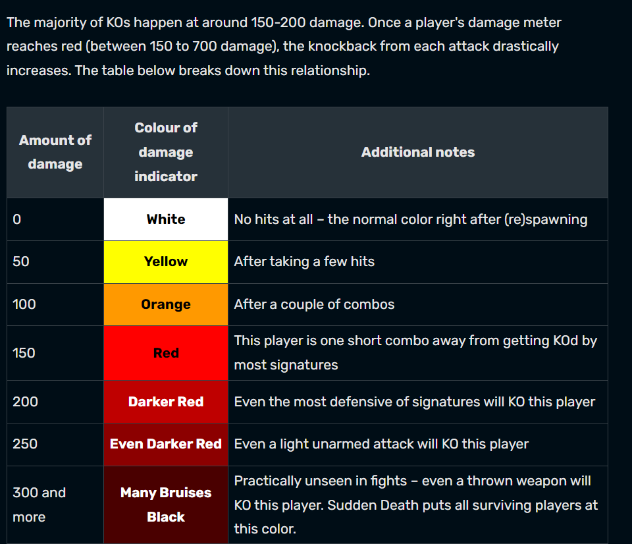 The majority of KOs happen at around 150-200 damage. Once a player's damage meter
reaches red (between 150 to 700 damage), the knockback from each attack drastically
increases. The table below breaks down this relationship.
Amount of
damage
Colour of
damage
indicator
Additional notes
0
White
No hits at all – the normal color right after (re)spawning
50
Yellow
After taking a few hits
100
Orange
After a couple of combos
150
Red
This player is one short combo away from getting KOd by
most signatures
200
Darker Red
Even the most defensive of signatures will KO this player
250
Even Darker Red
Even a light unarmed attack will KO this player
300 and
more
Many Bruises
Black
Practically unseen in fights – even a thrown weapon will
KO this player. Sudden Death puts all surviving players at
this color.